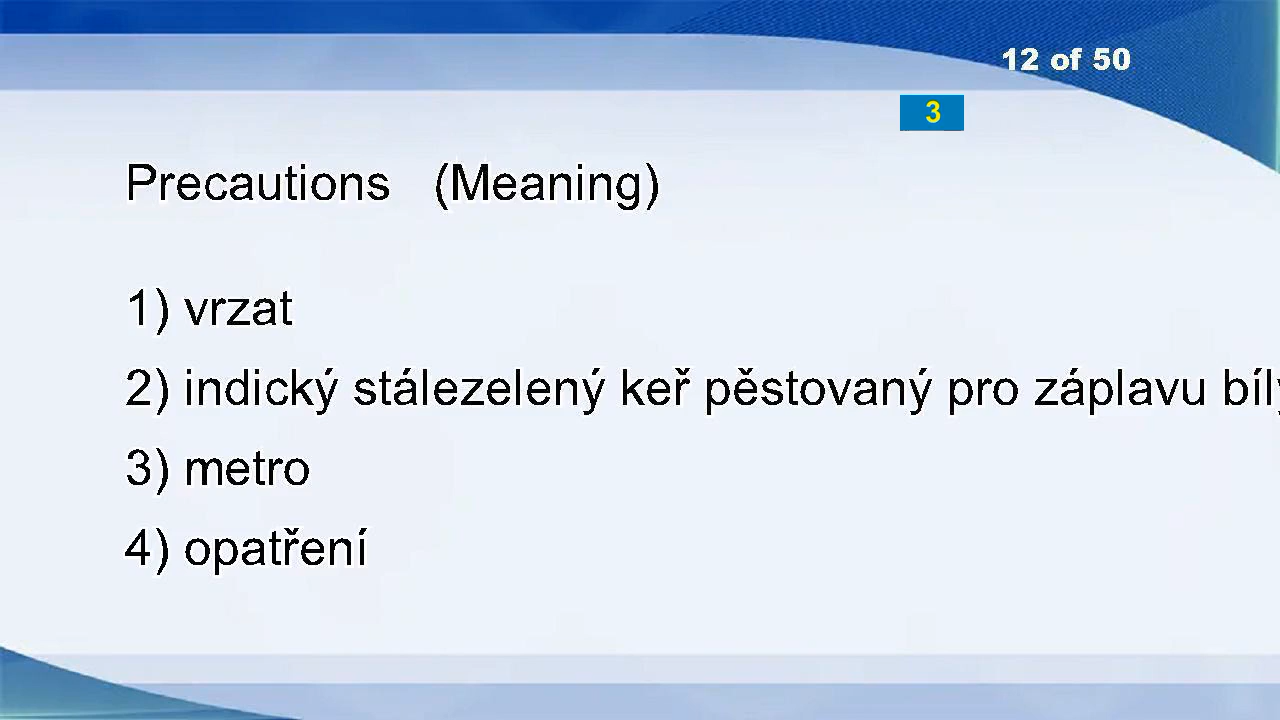 12 of 50
3
Precautions (Meaning)
1) vrzat
2) indický stálezelený keř pěstovaný pro záplavu
3) metro
4) opatření